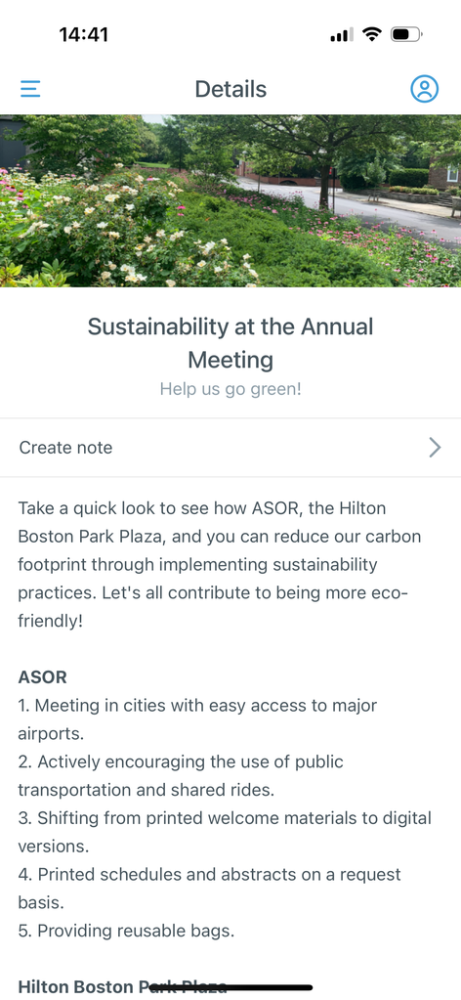 14:41
Details
Sustainability at the Annual
Meeting
Help us go green!
Create note
Take a quick look to see how ASOR, the Hilton
Boston Park Plaza, and you can reduce our carbon
footprint through implementing sustainability
practices. Let's all contribute to being more eco-
friendly!
ASOR
1. Meeting in cities with easy access to major
airports.
2. Actively encouraging the use of public
transportation and shared rides.
3. Shifting from printed welcome materials to digital
versions.
4. Printed schedules and abstracts on a request
basis.
5. Providing reusable bags.
Hilton Boston Park Plaza